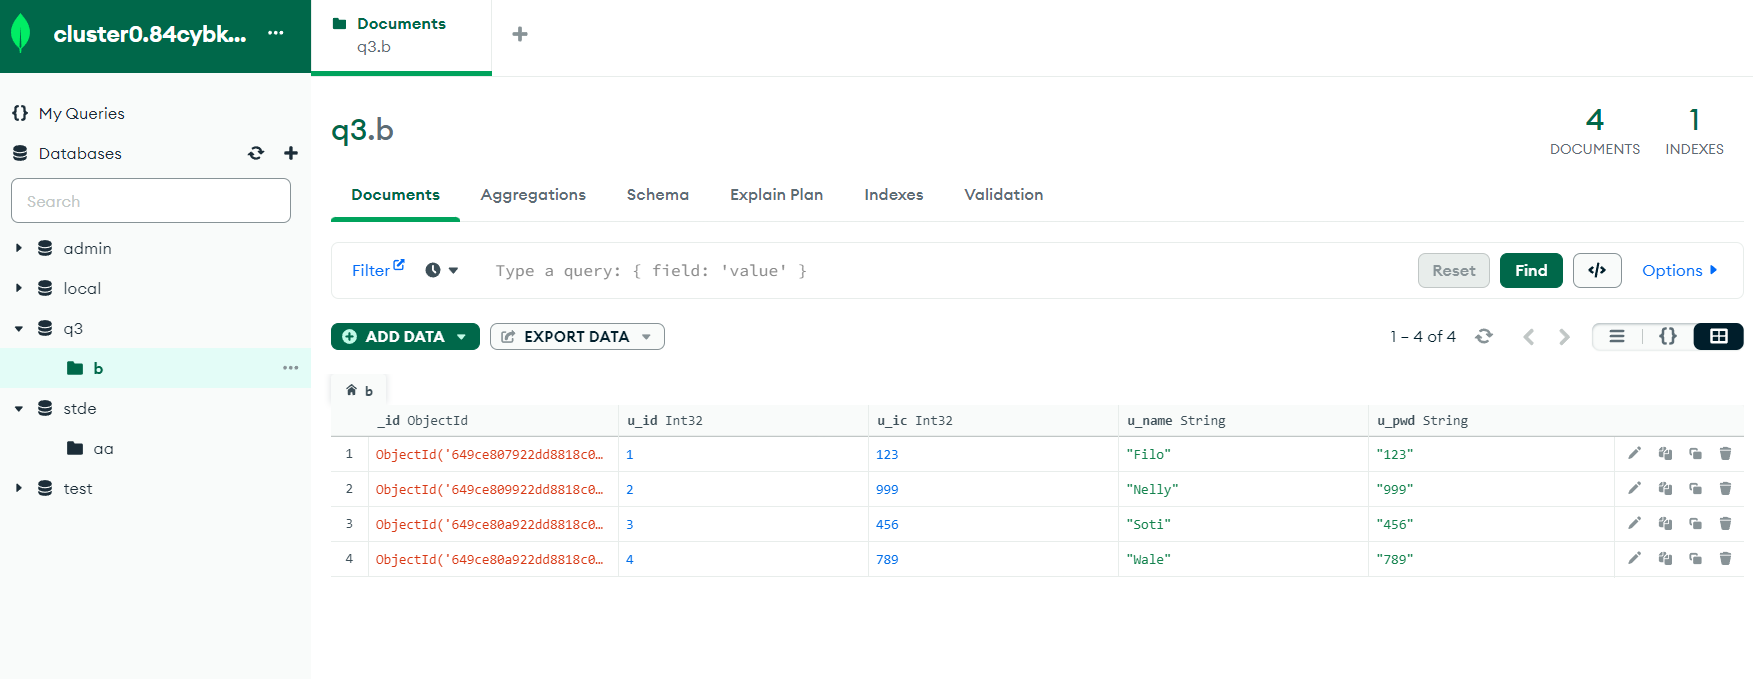 cluster0.84cybk... ...
Documents
q3.b
My Queries
Databases
Search
admin
local
q3
b
stde
aa
test
q3.b
4
DOCUMENTS
1
INDEXES
Documents Aggregations Schema Explain Plan Indexes Validation
Filter Type a query: { field: 'value' } Reset Find </> Options
ADD DATA EXPORT DATA 1 – 4 of 4 {}
b
_id ObjectId u_id Int32 u_ic Int32 u_name String u_pwd String
1 ObjectId('649ce807922dd8818c0... 1 123 "Filo" "123"
2 ObjectId('649ce809922dd8818c0... 2 999 "Nelly" "999"
3 ObjectId('649ce80a922dd8818c0... 3 456 "Soti" "456"
4 ObjectId('649ce80a922dd8818c0... 4 789 "Wale" "789"